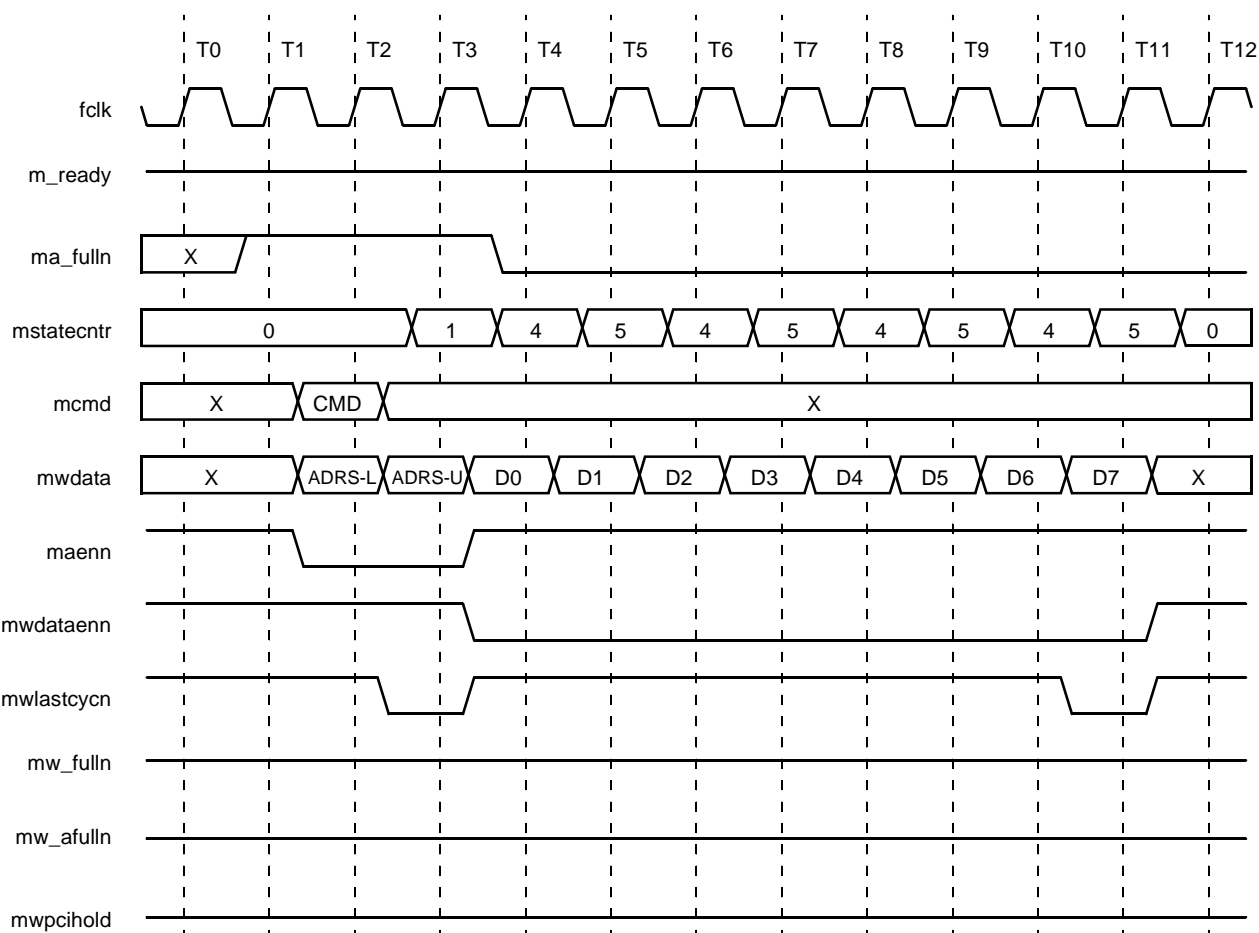 T0 T1 T2 T3 T4 T5 T6 T7 T8 T9 T10 T11 T12
fclk
m_ready
ma_fulln X
mstatecntr 0 1 4 5 4 5 4 5 4 5 0
mcmd X CMD X
mwdata X ADRS-L ADRS-U D0 D1 D2 D3 D4 D5 D6 D7 X
maenn
mwdataenn
mwlastcycn
mw_fulln
mw_afulln
mwpcihold